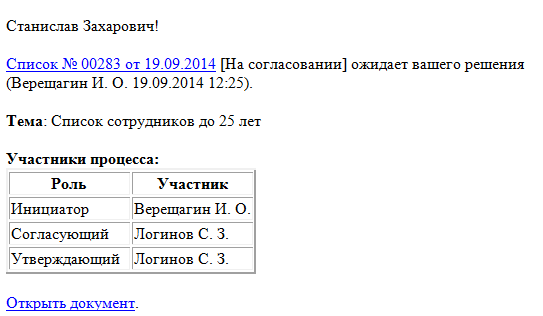 Станислав Захарович!
Список № 00283 от 19.09.2014 [На согласовании] ожидает вашего решения
(Верещагин И. О. 19.09.2014 12:25).
Тема: Список сотрудников до 25 лет
Участники процесса:
Роль Участник
Инициатор Верещагин И. О.
Согласующий Логинов С. З.
Утверждающий Логинов С. З.
Открыть документ.